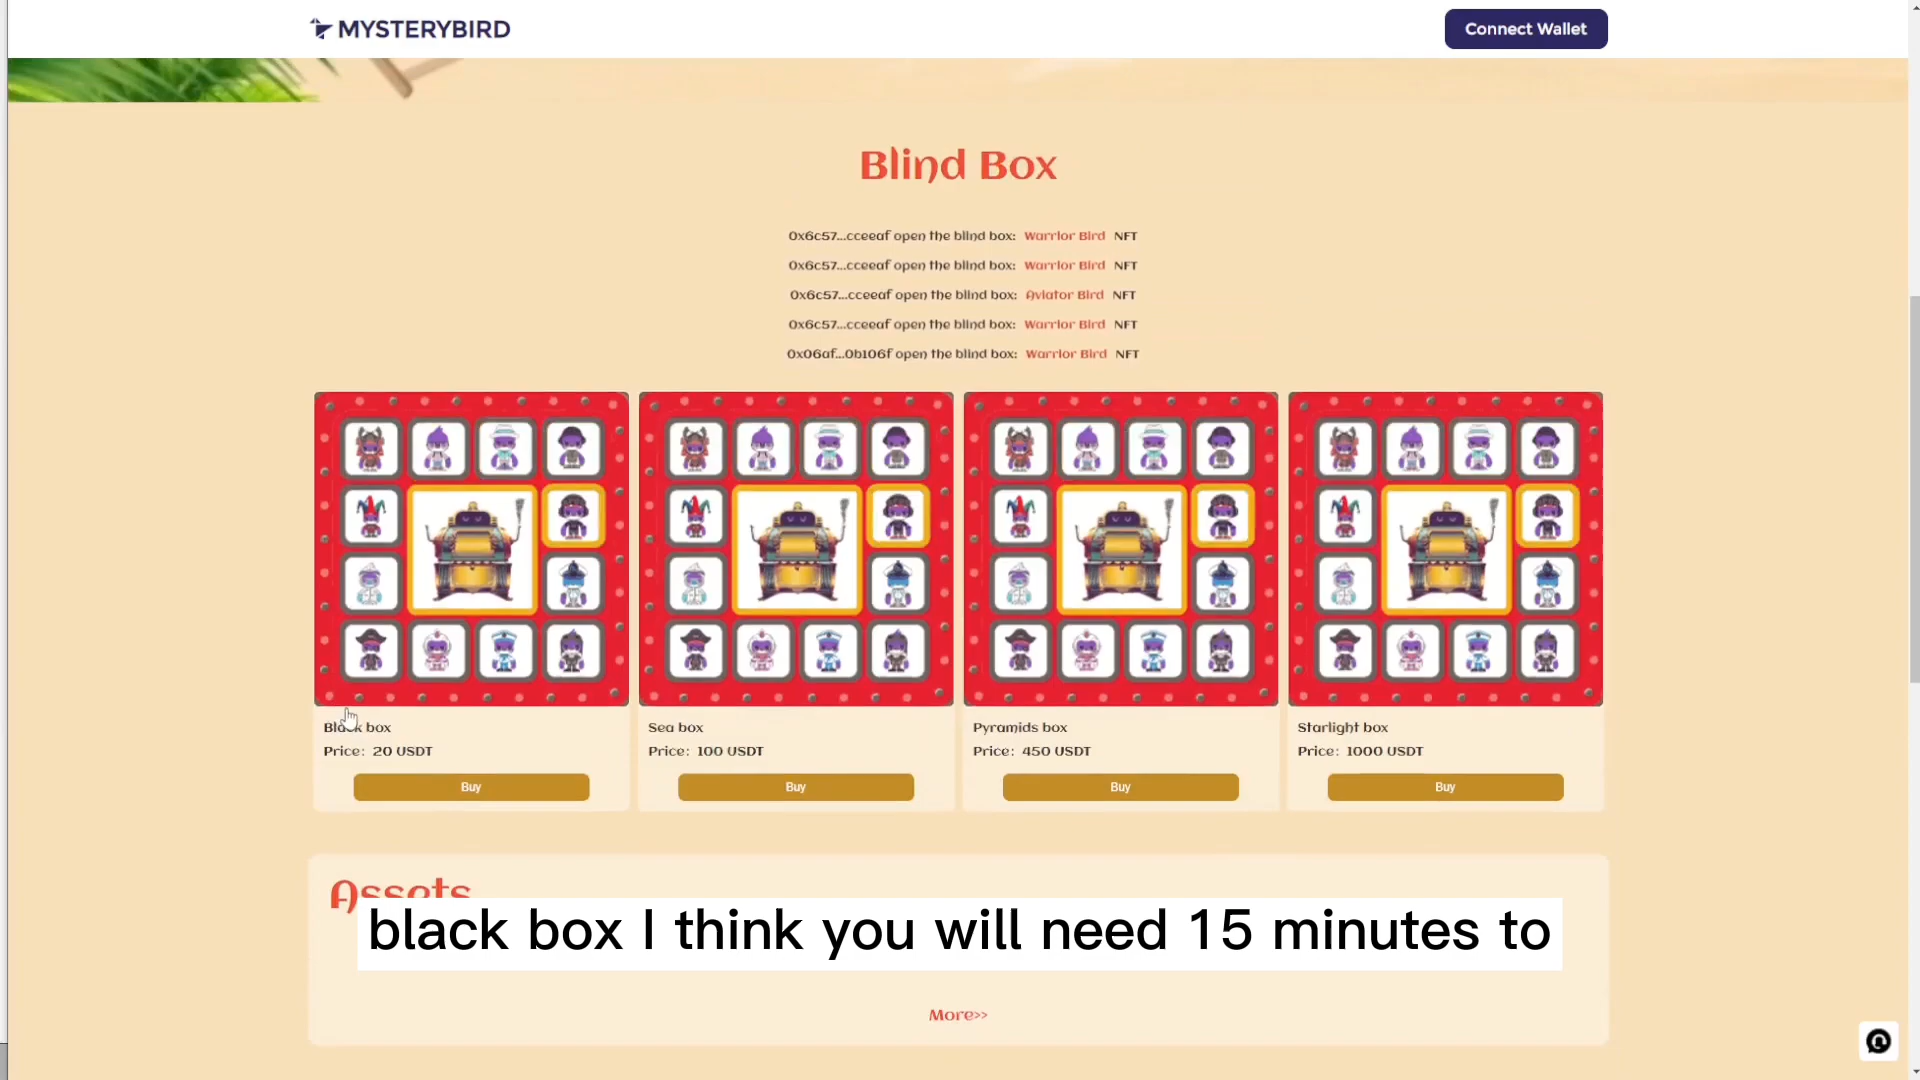 MYSTERYBIRD
Connect Wallet
Blind Box
0x6c57...cceeaf open the blind box: Warrior Bird NFT
0x6c57...cceeaf open the blind box: Warrior Bird NFT
0x6c57...cceeaf open the blind box: Aviator Bird NFT
0x6c57...cceeaf open the blind box: Warrior Bird NFT
0x06af...0b106f open the blind box: Warrior Bird NFT
Black box
Price: 20 USDT
Buy
Sea box
Price: 100 USDT
Buy
Pyramids box
Price: 450 USDT
Buy
Starlight box
Price: 1000 USDT
Buy
Assets
black box I think you will need 15 minutes to
More>>